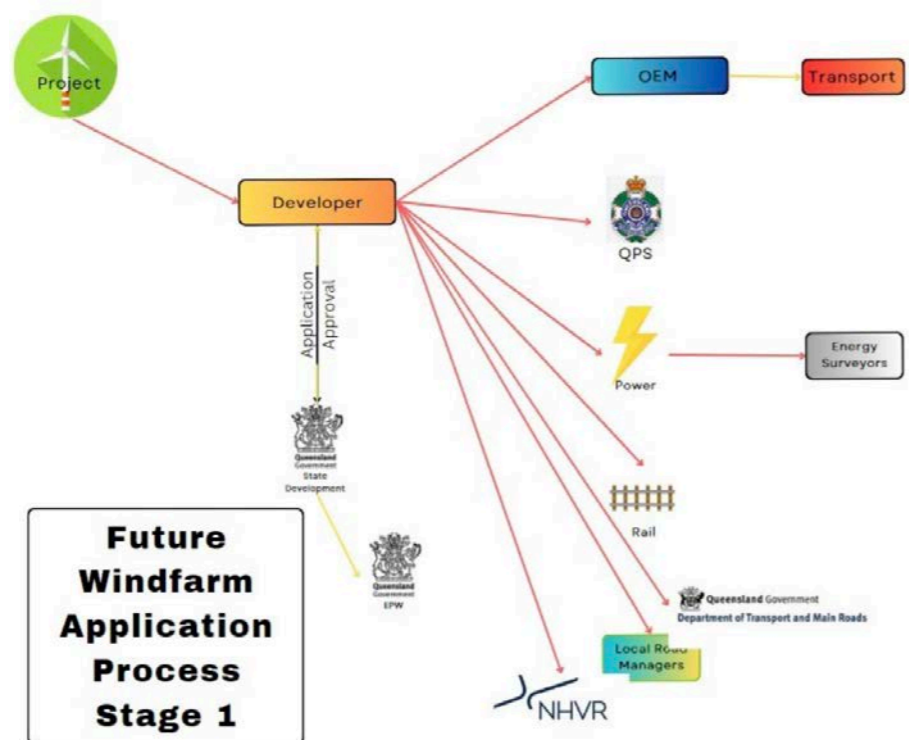 Project
OEM
Transport
Developer
QPS
Application
Approval
Power
Energy
Surveyors
Queensland
Government
State
Development
Rail
Queensland
Government
EPW
Queensland Government
Department of Transport and Main Roads
Local Road
Managers
NHVR
Future
Windfarm
Application
Process
Stage 1